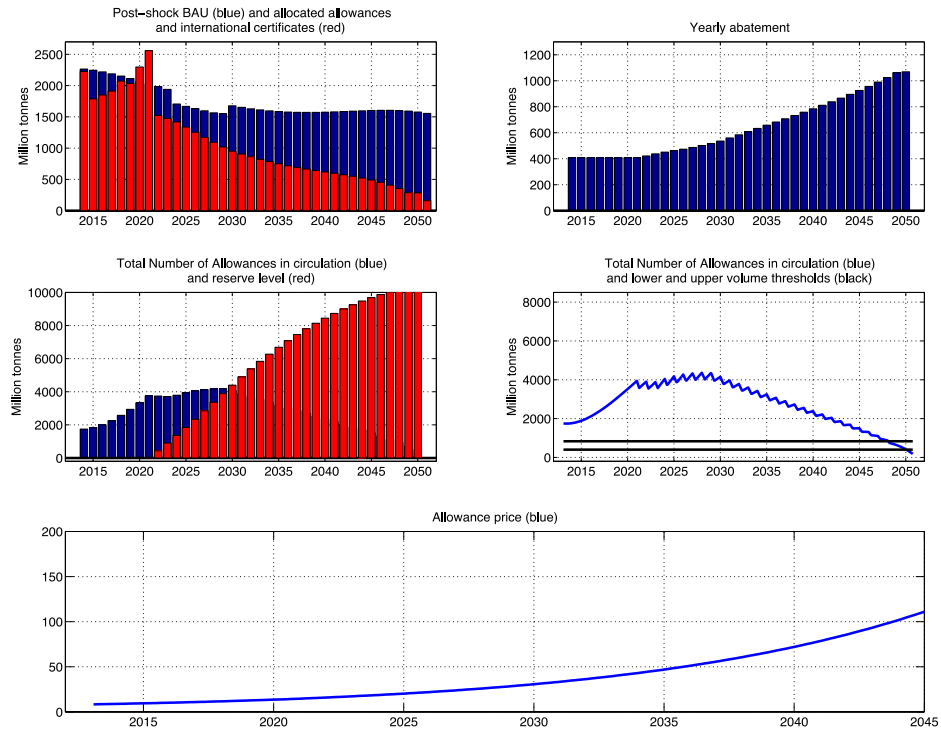 Post−shock BAU (blue) and allocated allowances
and international certificates (red)
Million tonnes
2500
2000
1500
1000
500
0
2015 2020 2025 2030 2035 2040 2045 2050
Yearly abatement
Million tonnes
1200
1000
800
600
400
200
0
2015 2020 2025 2030 2035 2040 2045 2050
Total Number of Allowances in circulation (blue)
and reserve level (red)
Million tonnes
10000
8000
6000
4000
2000
0
2015 2020 2025 2030 2035 2040 2045 2050
Total Number of Allowances in circulation (blue)
and lower and upper volume thresholds (black)
Million tonnes
8000
6000
4000
2000
0
2015 2020 2025 2030 2035 2040 2045 2050
Allowance price (blue)
200
150
100
50
0
2015 2020 2025 2030 2035 2040 2045